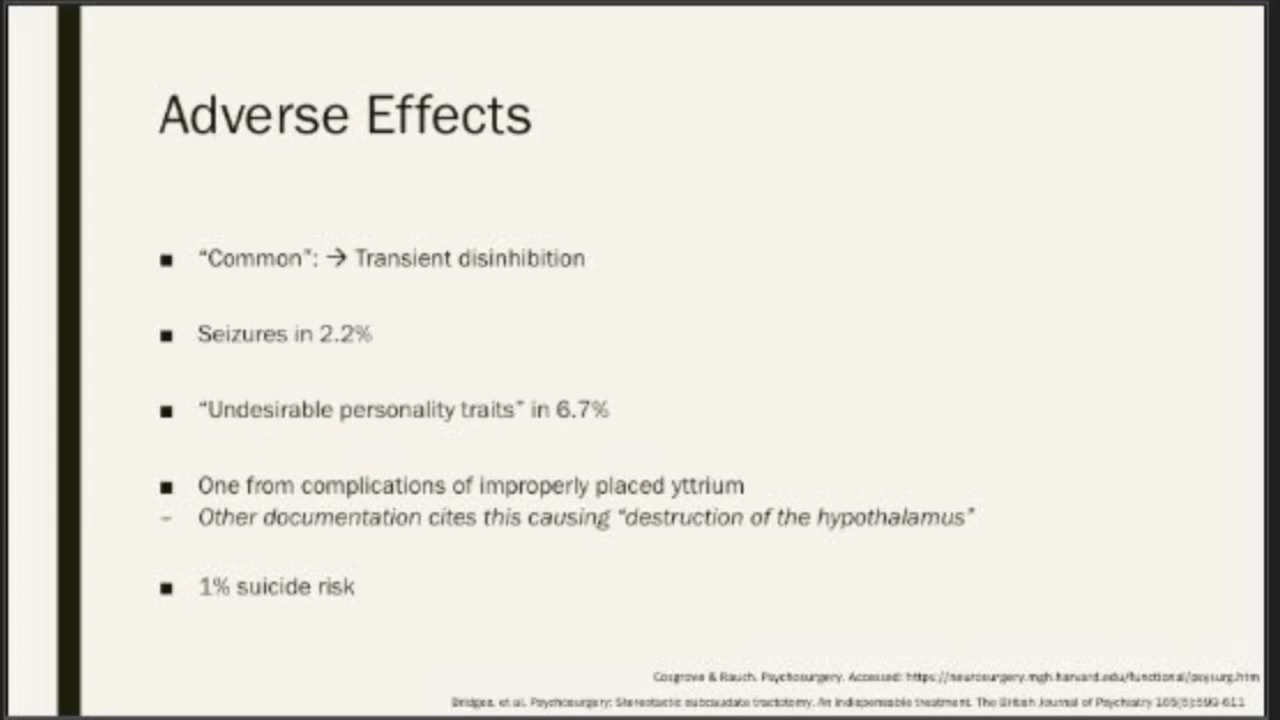 Adverse Effects
■ “Common”: → Transient disinhibition
■ Seizures in 2.2%
■ “Undesirable personality traits” in 6.7%
■ One from complications of improperly placed yttrium
– Other documentation cites this causing “destruction of the hypothalamus”
■ 1% suicide risk
Cosgrove & Rauch. Psychosurgery. Accessed: https://neurosurgery.mgh.harvard.edu/functional/psysurg.htm
Bridges, et al. Psychosurgery: Stereotactic subcaudate tractotomy. An indispensable treatment. The British Journal of Psychiatry 165(5):599-611